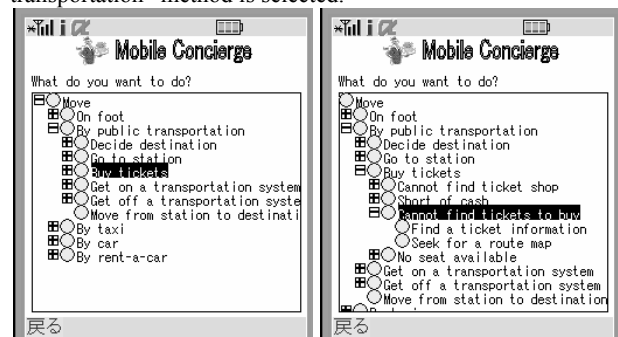 transportation" method is selected.
Mobile Concierge
What do you want to do?
Move
On foot
By public transportation
Decide destination
Go to station
Buy tickets
Get on a transportation system
Get off a transportation syste
Move from station to destinati
By taxi
By car
By rent-a-car
戻る
Mobile Concierge
What do you want to do?
Move
On foot
By public transportation
Decide destination
Go to station
Buy tickets
Cannot find ticket shop
Short of cash
Cannot find tickets to buy
Find a ticket information
Seek for a route map
No seat available
Get on a transportation system
Get off a transportation system
Move from station to destination
戻る